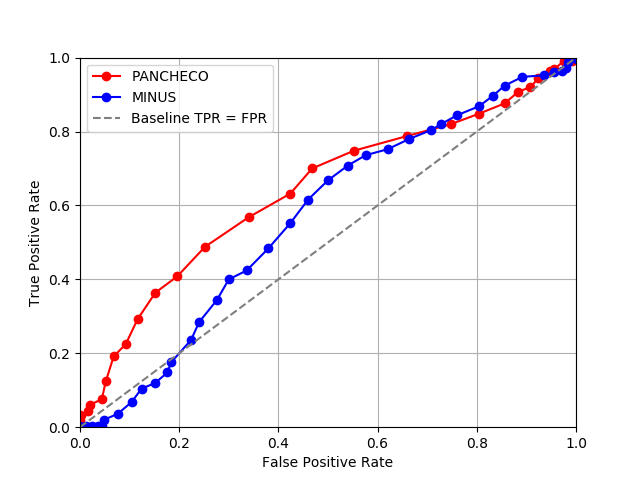 PANCHECO
MINUS
Baseline TPR = FPR
1.0
0.8
0.6
0.4
0.2
0.0
True Positive Rate
0.0 0.2 0.4 0.6 0.8 1.0
False Positive Rate